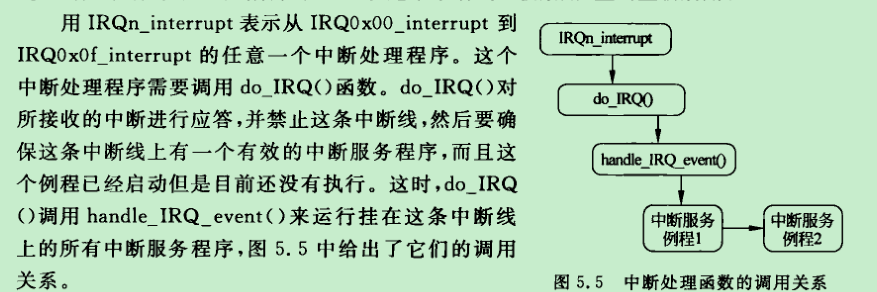 用 IRQn_interrupt 表示从 IRQ0x00_interrupt 到
IRQ0x0f_interrupt 的任意一个中断处理程序。这个
中断处理程序需要调用 do_IRQ()函数。do_IRQ()对
所接收的中断进行应答,并禁止这条中断线,然后要确
保这条中断线上有一个有效的中断服务程序,而且这
个例程已经启动但是目前还没有执行。这时,do_IRQ
()调用 handle_IRQ_event()来运行挂在这条中断线
上的所有中断服务程序,图 5.5 中给出了它们的调用
关系。
IRQn_interrupt
do_IRQ()
handle_IRQ_event()
中断服务
例程1
中断服务
例程2
图 5.5 中断处理函数的调用关系